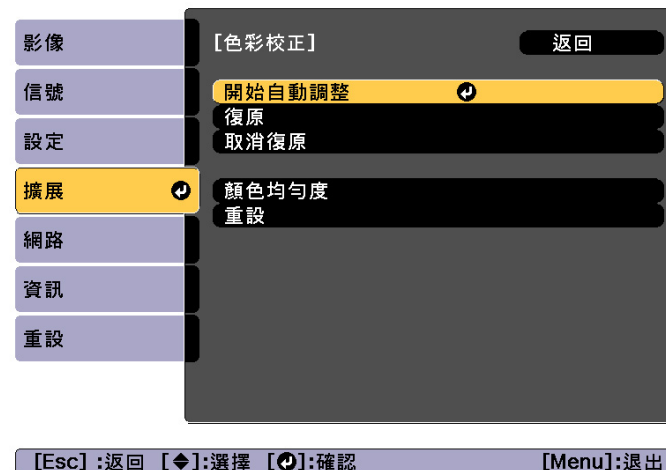 影像
信號
設定
擴展
網路
資訊
重設
[色彩校正]
返回
開始自動調整
復原
取消復原
顏色均勻度
重設
[Esc] :返回 [◆]:選擇 [↵]:確認 [Menu]:退出